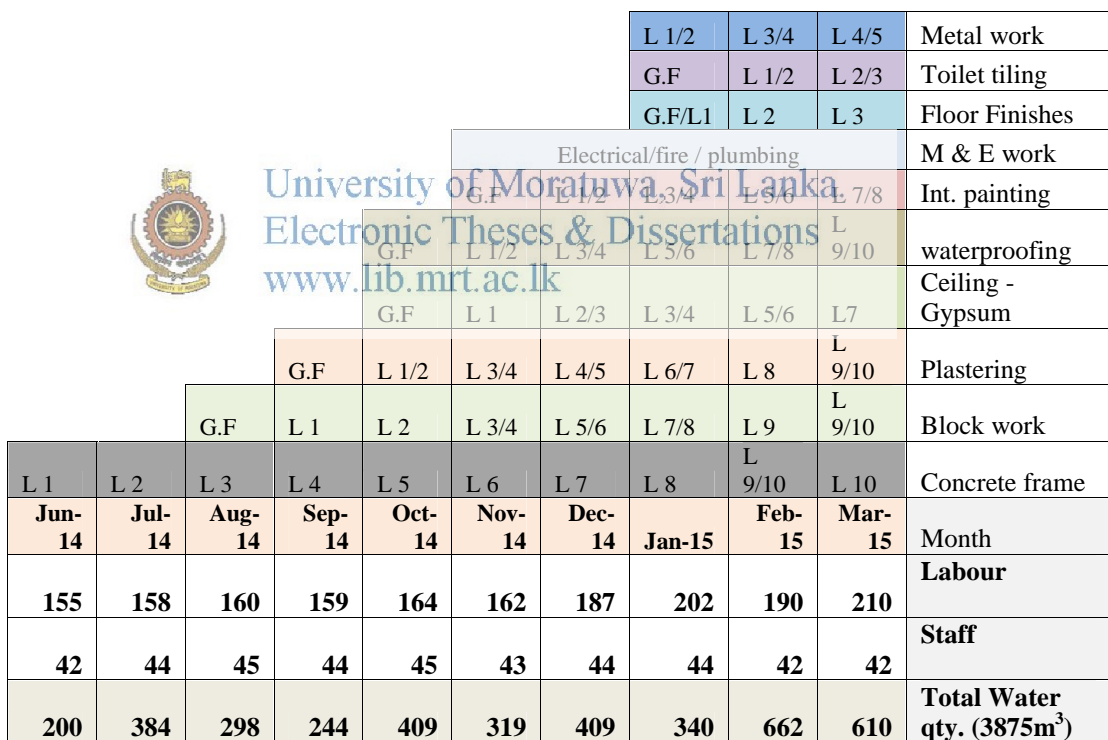 L 1/2 L 3/4 L 4/5 Metal work
G.F L 1/2 L 2/3 Toilet tiling
G.F/L1 L 2 L 3 Floor Finishes
Electrical/fire / plumbing M & E work
University of Moratuwa, Sri Lanka.
G.F L 1/2 L 3/4 L 5/6 L 7/8 Int. painting
Electronic Theses & Dissertations
G.F L 1/2 L 3/4 L 5/6 L 7/8 L 9/10 waterproofing
www.lib.mrt.ac.lk
G.F L 1 L 2/3 L 3/4 L 5/6 L7 Ceiling - Gypsum
G.F L 1/2 L 3/4 L 4/5 L 6/7 L 8 L 9/10 Plastering
G.F L 1 L 2 L 3/4 L 5/6 L 7/8 L 9 L 9/10 Block work
L 1 L 2 L 3 L 4 L 5 L 6 L 7 L 8 L 9/10 L 10 Concrete frame
Jun-14 Jul-14 Aug-14 Sep-14 Oct-14 Nov-14 Dec-14 Jan-15 Feb-15 Mar-15 Month
155 158 160 159 164 162 187 202 190 210 Labour
42 44 45 44 45 43 44 44 42 42 Staff
200 384 298 244 409 319 409 340 662 610 Total Water qty. (3875m³)